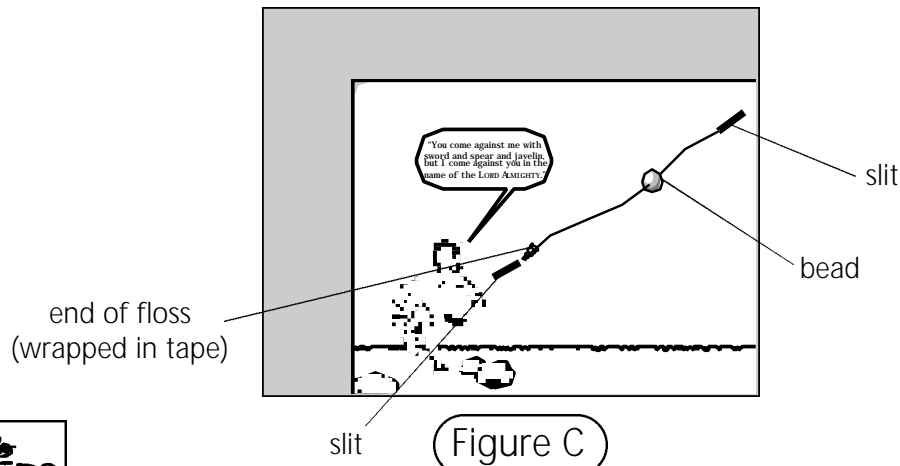 "You come against me with
sword and spear and javelin,
but I come against you in the
name of the LORD ALMIGHTY."
slit
bead
end of floss
(wrapped in tape)
slit
Figure C